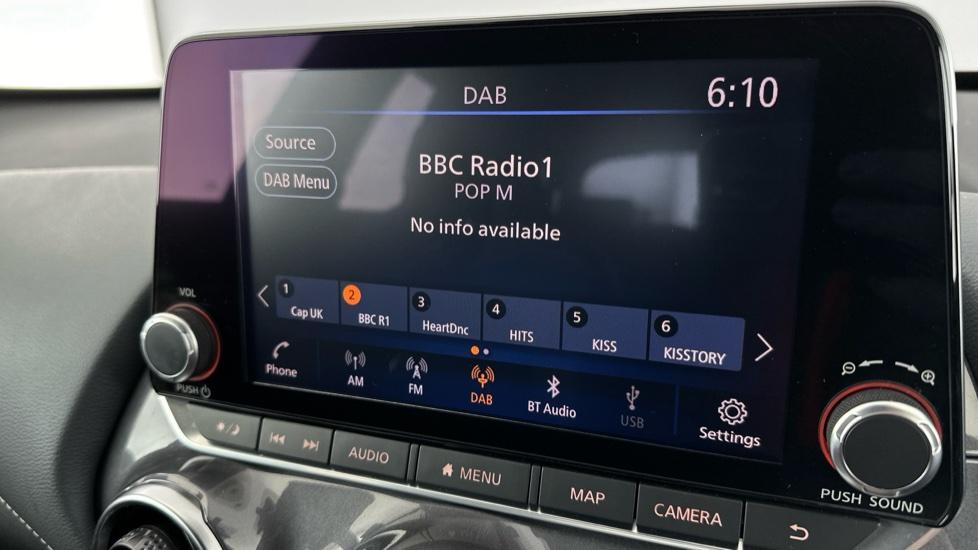 DAB
6:10
Source
BBC Radio1
DAB Menu
POP M
No info available
1 Cap UK
2 BBC R1
3 HeartDnc
4 HITS
5 KISS
6 KISSTORY
Phone
AM
FM
DAB
BT Audio
USB
Settings
VOL
PUSH
PUSH SOUND
AUDIO
MENU
MAP
CAMERA